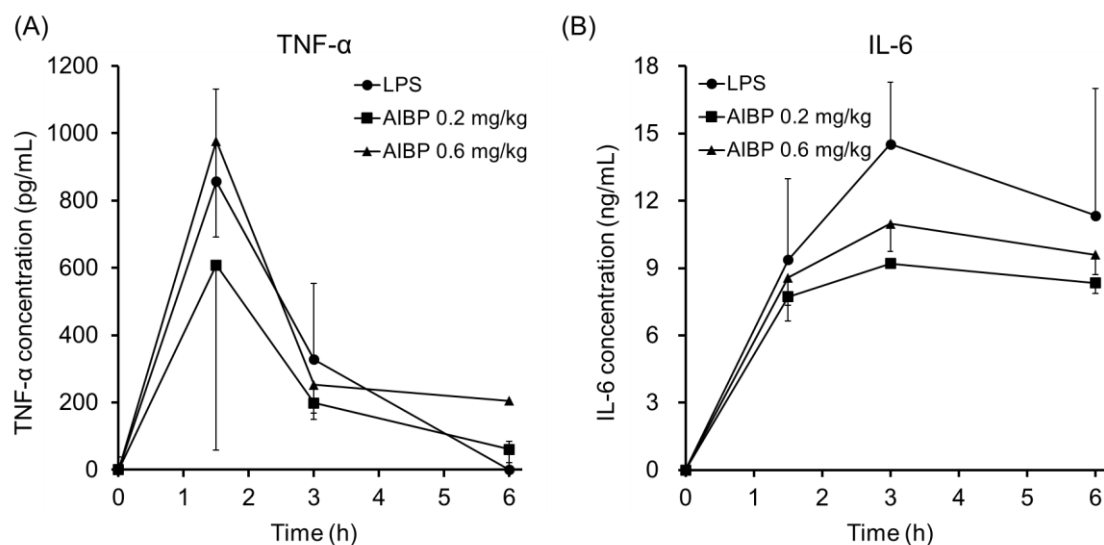 (A)
TNF-α
1200
1000
800
600
400
200
0
TNF-α concentration (pg/mL)
LPS
AIBP 0.2 mg/kg
AIBP 0.6 mg/kg
0 1 2 3 4 5 6
Time (h)
(B)
IL-6
18
15
12
9
6
3
0
IL-6 concentration (ng/mL)
LPS
AIBP 0.2 mg/kg
AIBP 0.6 mg/kg
0 1 2 3 4 5 6
Time (h)